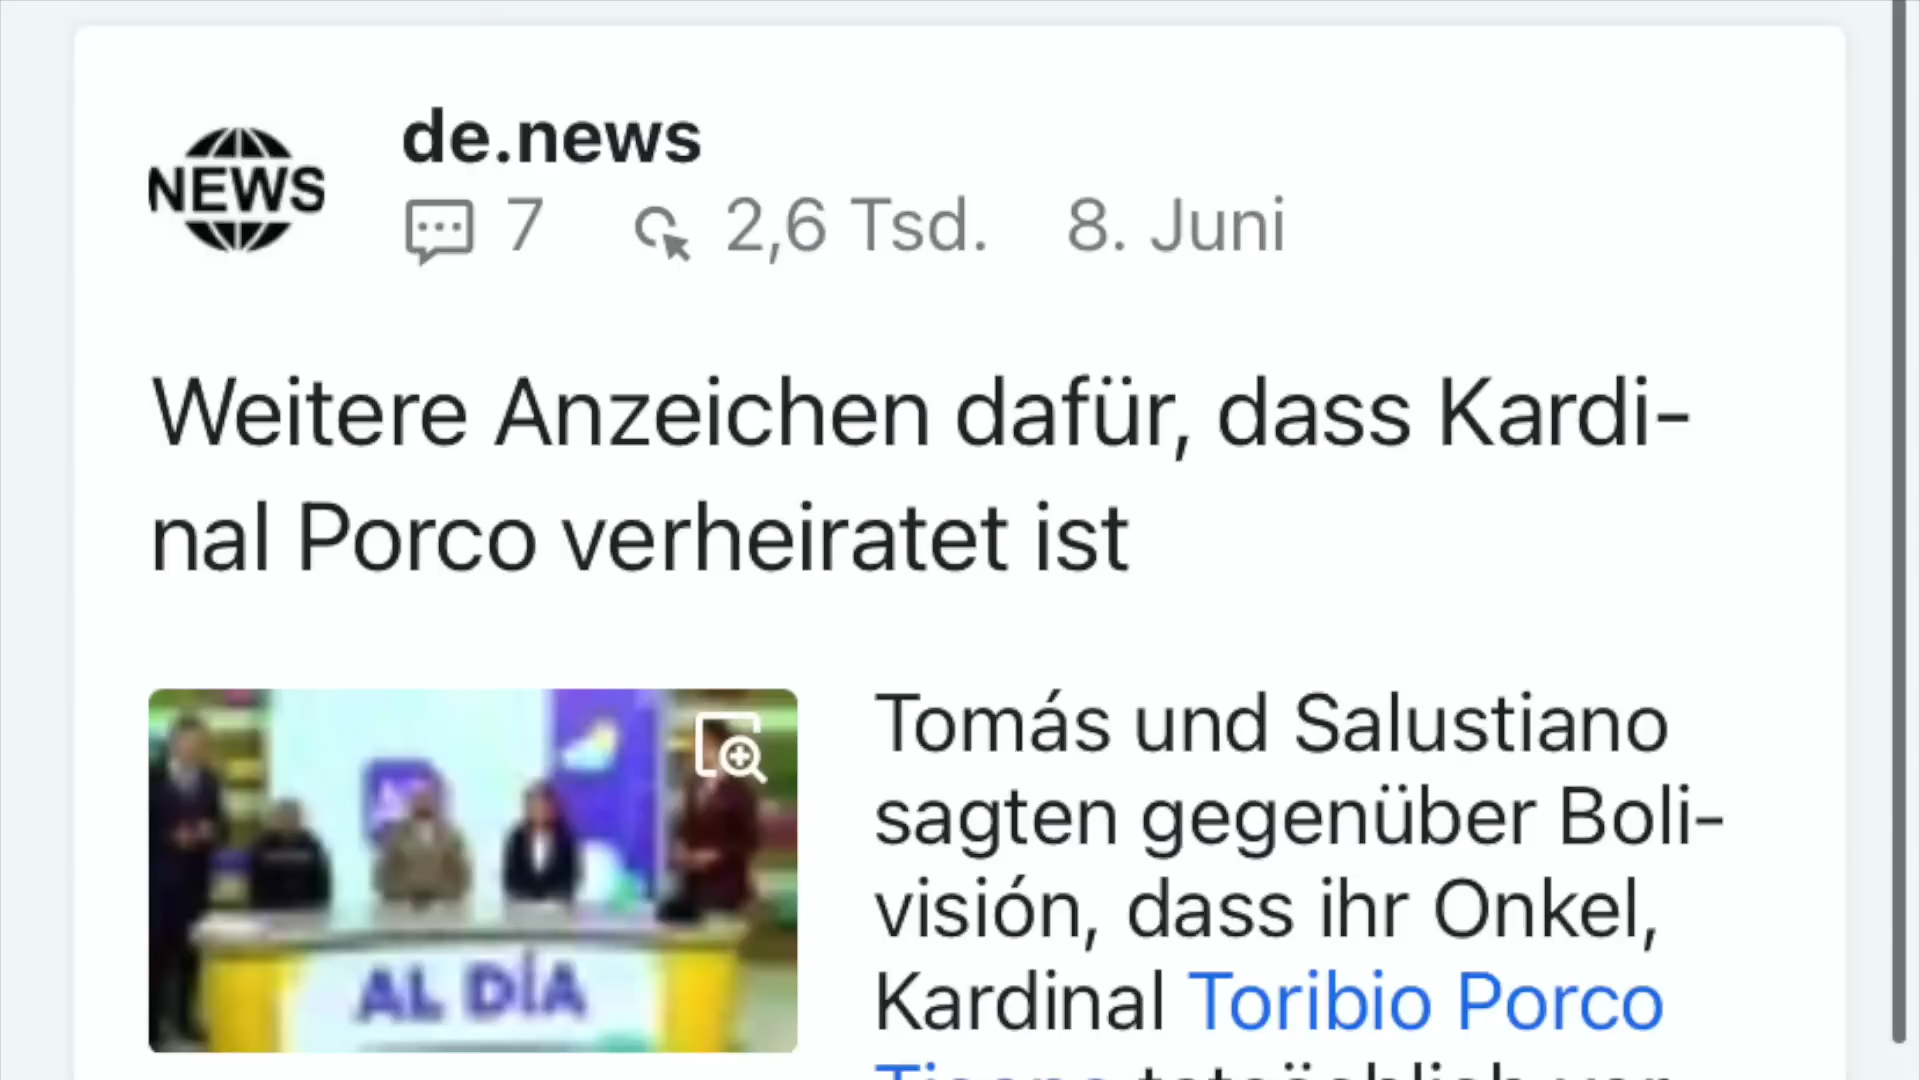 NEWS
de.news
7 2,6 Tsd. 8. Juni
Weitere Anzeichen dafür, dass Kardi-
nal Porco verheiratet ist
Tomás und Salustiano
sagten gegenüber Boli-
visión, dass ihr Onkel,
Kardinal Toribio Porco
AL DÍA